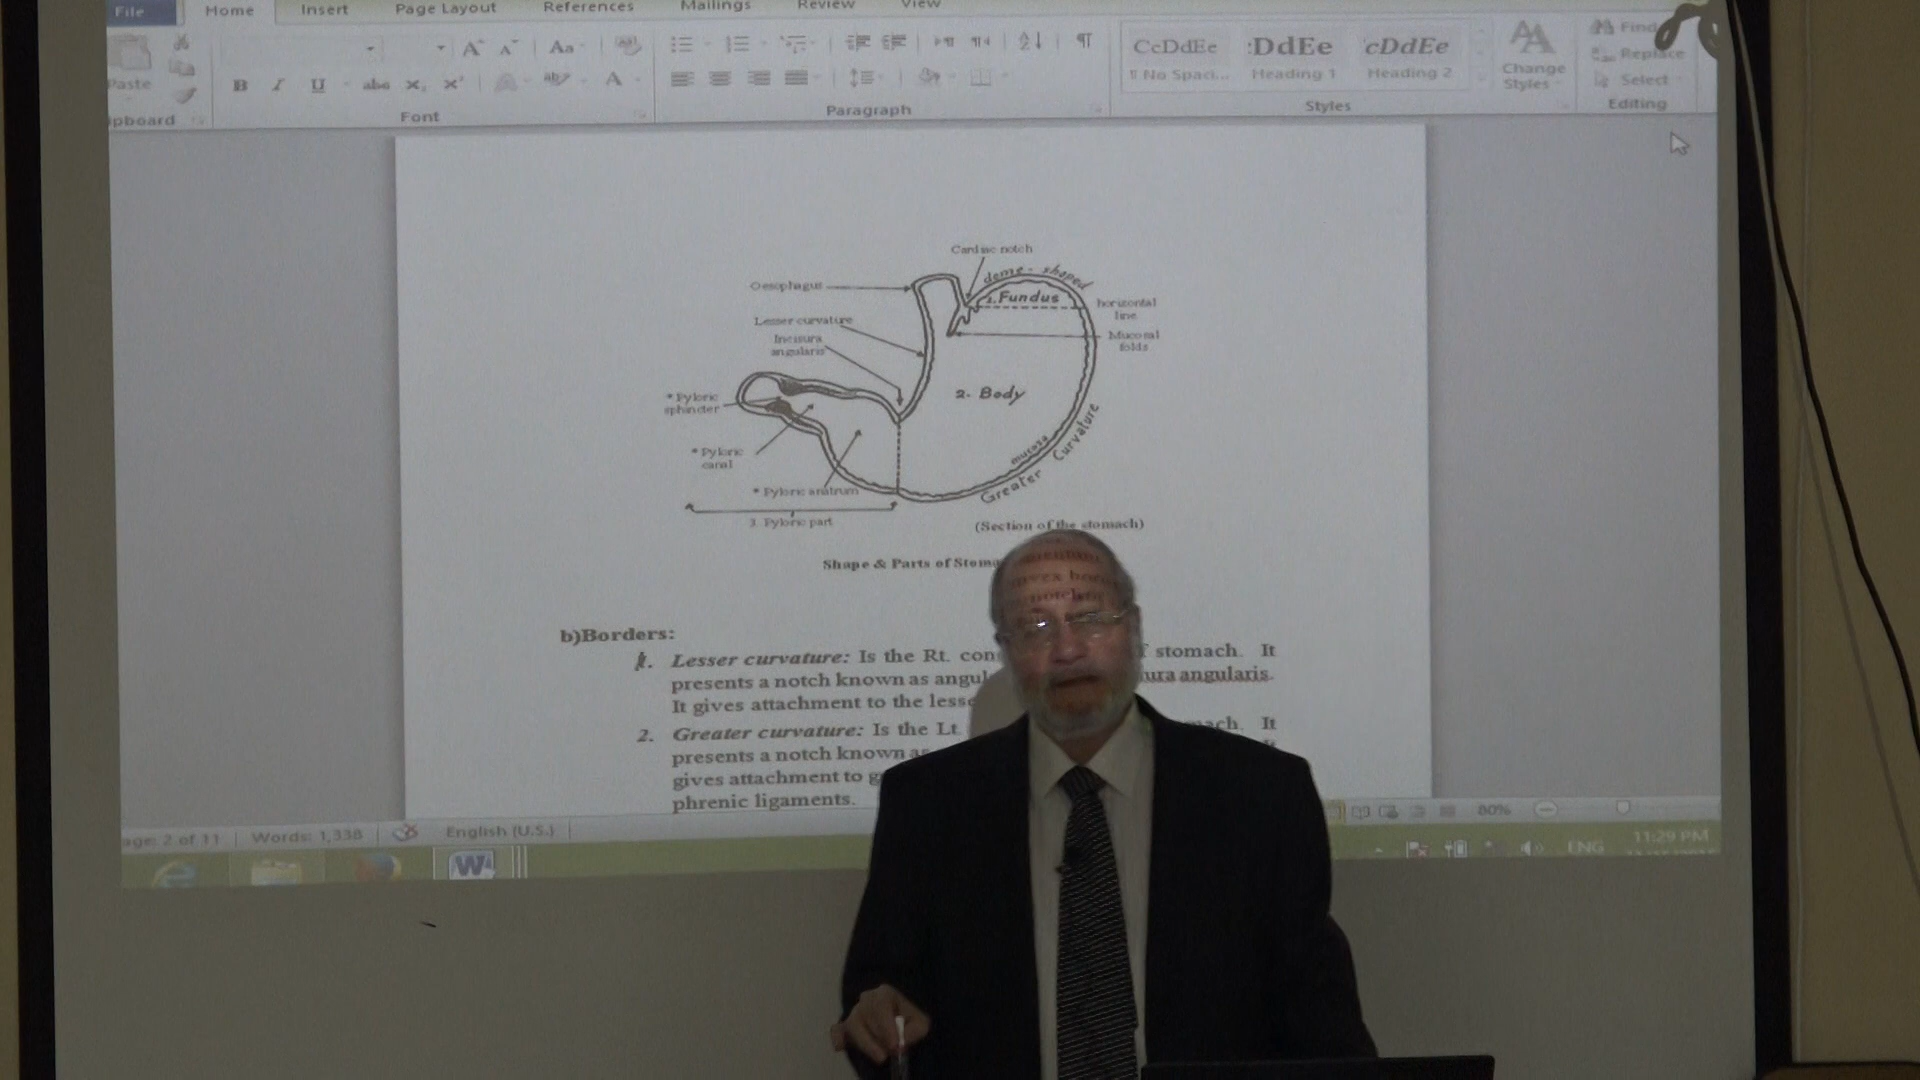 File Home Insert Page Layout References Mailings Review View
Paste
pboard
Font
Paragraph
CcDdEe :DdEe cDdEe
¶ No Spaci... Heading 1 Heading 2
Change
Styles
Styles
Find
Replace
Select
Editing
Cardiac notch
dome - shaped
Oesophagus
1. Fundus
horizontal
line
Lesser curvature
Mucosal
folds
Incisura
angularis
2- Body
* Pyloric
sphincter
* Pyloric
canal
mucosa
Greater Curvature
* Pyloric anatrum
3. Pyloric part
(Section of the stomach)
Shape & Parts of Stoma
b)Borders:
1. Lesser curvature: Is the Rt. con stomach. It
presents a notch known as angul ura angularis.
It gives attachment to the less
2. Greater curvature: Is the Lt. mach. It
presents a notch known as
gives attachment to g
phrenic ligaments.
age: 2 of 11 Words: 1,338 English (U.S.) 80%
ENG 11:29 PM